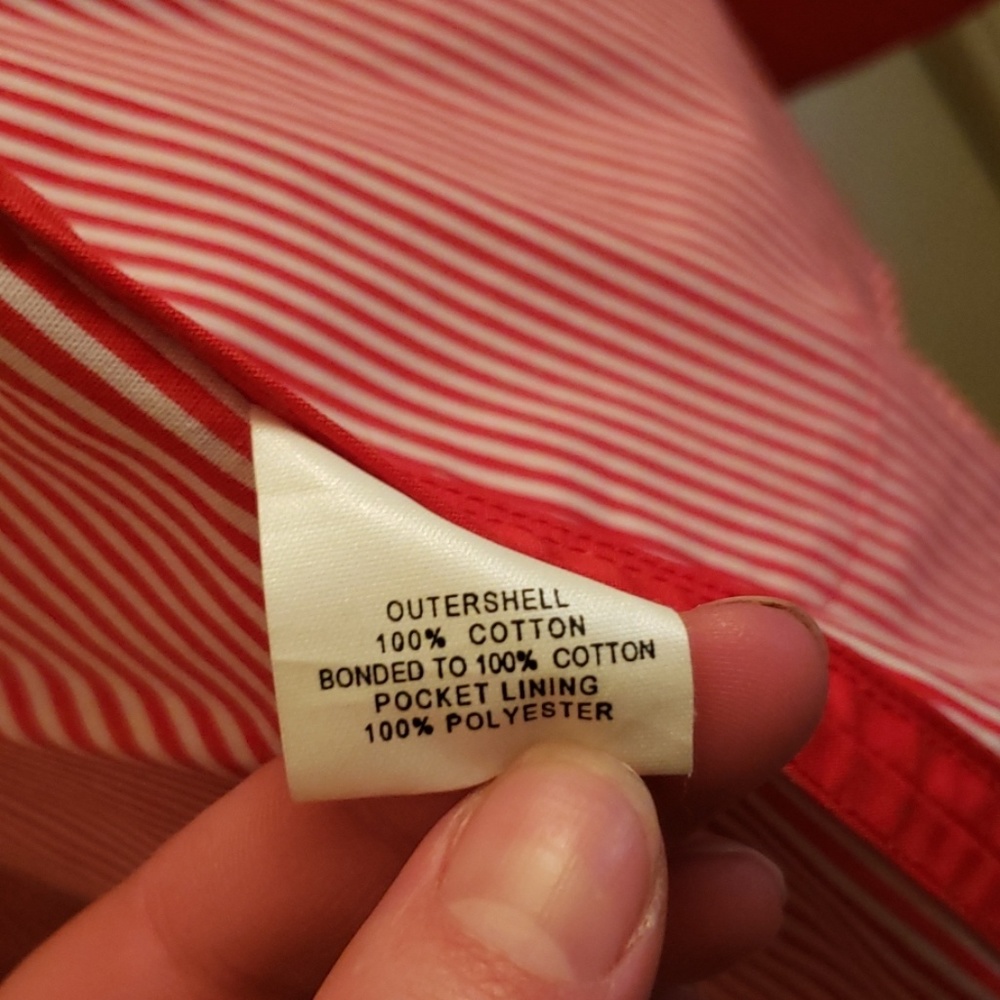 OUTERSHELL
100% COTTON
BONDED TO 100% COTTON
POCKET LINING
100% POLYESTER